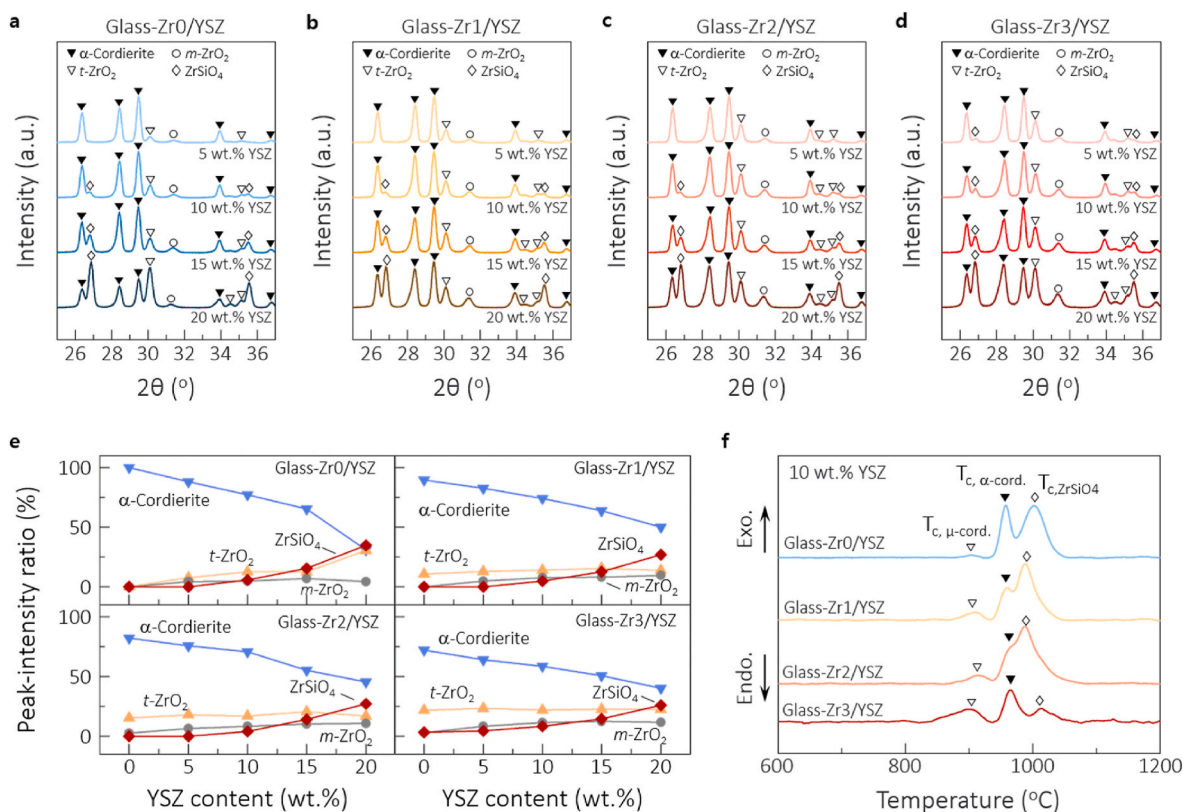 a
Glass-Zr0/YSZ
▼ α-Cordierite ○ m-ZrO2
▽ t-ZrO2 ◇ ZrSiO4
Intensity (a.u.)
5 wt.% YSZ
10 wt.% YSZ
15 wt.% YSZ
20 wt.% YSZ
26 28 30 32 34 36
2θ (o)
b
Glass-Zr1/YSZ
▼ α-Cordierite ○ m-ZrO2
▽ t-ZrO2 ◇ ZrSiO4
Intensity (a.u.)
5 wt.% YSZ
10 wt.% YSZ
15 wt.% YSZ
20 wt.% YSZ
26 28 30 32 34 36
2θ (o)
c
Glass-Zr2/YSZ
▼ α-Cordierite ○ m-ZrO2
▽ t-ZrO2 ◇ ZrSiO4
Intensity (a.u.)
5 wt.% YSZ
10 wt.% YSZ
15 wt.% YSZ
20 wt.% YSZ
26 28 30 32 34 36
2θ (o)
d
Glass-Zr3/YSZ
▼ α-Cordierite ○ m-ZrO2
▽ t-ZrO2 ◇ ZrSiO4
Intensity (a.u.)
5 wt.% YSZ
10 wt.% YSZ
15 wt.% YSZ
20 wt.% YSZ
26 28 30 32 34 36
2θ (o)
e
Peak-intensity ratio (%)
100
50
0
Glass-Zr0/YSZ
α-Cordierite
t-ZrO2
ZrSiO4
m-ZrO2
Glass-Zr1/YSZ
α-Cordierite
t-ZrO2
ZrSiO4
m-ZrO2
100
50
0
Glass-Zr2/YSZ
α-Cordierite
t-ZrO2
ZrSiO4
m-ZrO2
Glass-Zr3/YSZ
α-Cordierite
t-ZrO2
ZrSiO4
m-ZrO2
0 5 10 15 20
0 5 10 15 20
YSZ content (wt.%)
YSZ content (wt.%)
f
10 wt.% YSZ
Tc, α-cord.
Tc,ZrSiO4
Tc, μ-cord.
Exo.
Endo.
Glass-Zr0/YSZ
Glass-Zr1/YSZ
Glass-Zr2/YSZ
Glass-Zr3/YSZ
600 800 1000 1200
Temperature (oC)